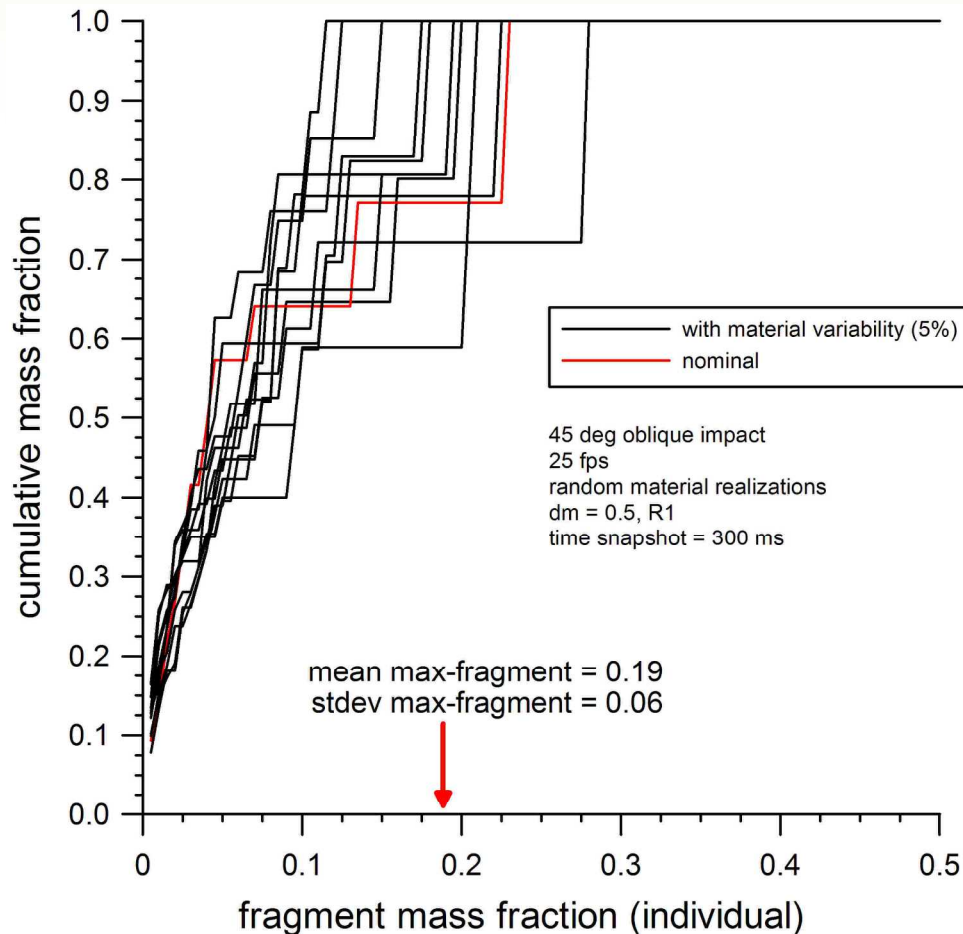 cumulative mass fraction
1.0
0.9
0.8
0.7
0.6
0.5
0.4
0.3
0.2
0.1
0.0
with material variability (5%)
nominal
45 deg oblique impact
25 fps
random material realizations
dm = 0.5, R1
time snapshot = 300 ms
mean max-fragment = 0.19
stdev max-fragment = 0.06
0 0.1 0.2 0.3 0.4 0.5
fragment mass fraction (individual)